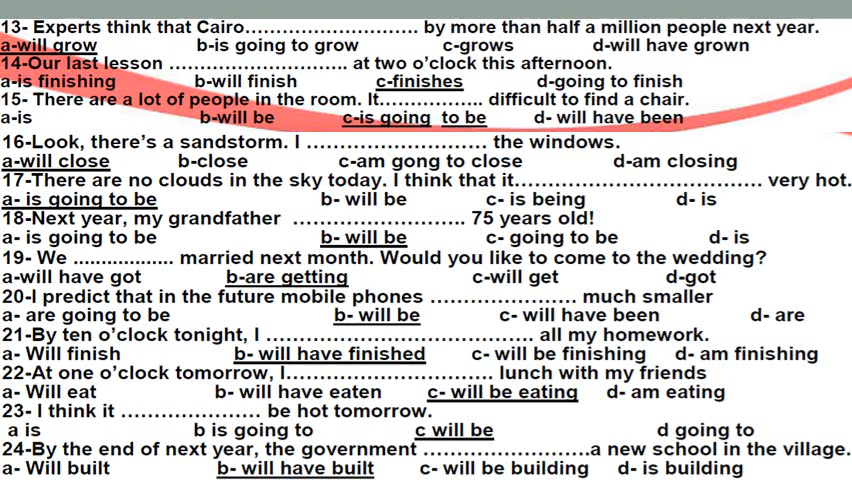 13- Experts think that Cairo…………………………. by more than half a million people next year.
a-will grow b-is going to grow c-grows d-will have grown
14-Our last lesson …………………………. at two o’clock this afternoon.
a-is finishing b-will finish c-finishes d-going to finish
15- There are a lot of people in the room. It…………….. difficult to find a chair.
a-is b-will be c-is going to be d- will have been
16-Look, there’s a sandstorm. I ………………………… the windows.
a-will close b-close c-am gong to close d-am closing
17-There are no clouds in the sky today. I think that it…………………………………… very hot.
a- is going to be b- will be c- is being d- is
18-Next year, my grandfather ……………………….. 75 years old!
a- is going to be b- will be c- going to be d- is
19- We .................. married next month. Would you like to come to the wedding?
a-will have got b-are getting c-will get d-got
20-I predict that in the future mobile phones …………………… much smaller
a- are going to be b- will be c- will have been d- are
21-By ten o’clock tonight, I ……………………………………. all my homework.
a- Will finish b- will have finished c- will be finishing d- am finishing
22-At one o’clock tomorrow, I………………………… lunch with my friends
a- Will eat b- will have eaten c- will be eating d- am eating
23- I think it ………………… be hot tomorrow.
a is b is going to c will be d going to
24-By the end of next year, the government ……………………..a new school in the village.
a- Will built b- will have built c- will be building d- is building